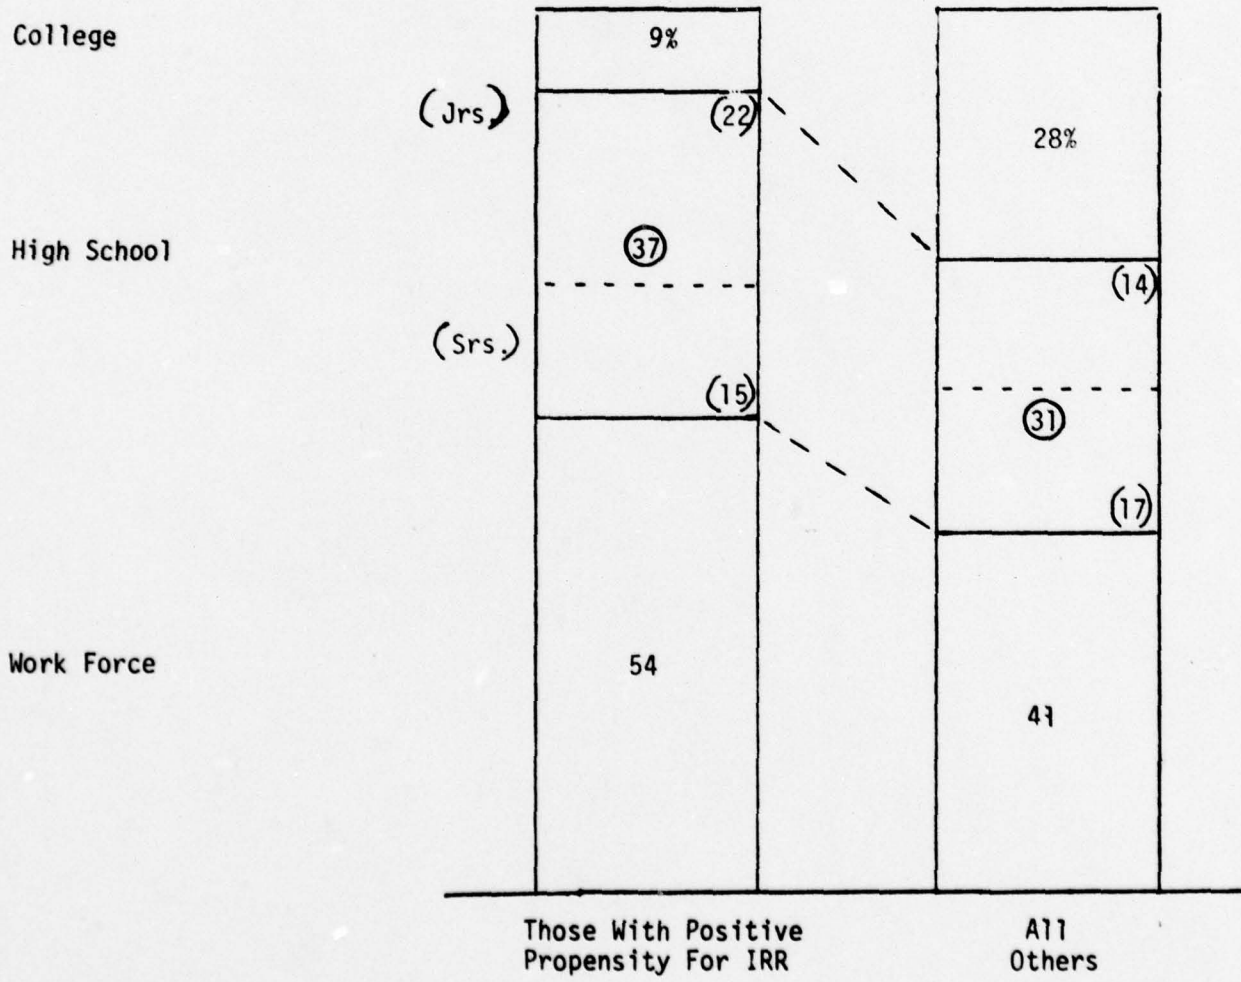 College
9%
(Jrs.)
(22)
28%
High School
37
(14)
(Srs.)
(15)
31
(17)
Work Force
54
41
Those With Positive
Propensity For IRR
All
Others